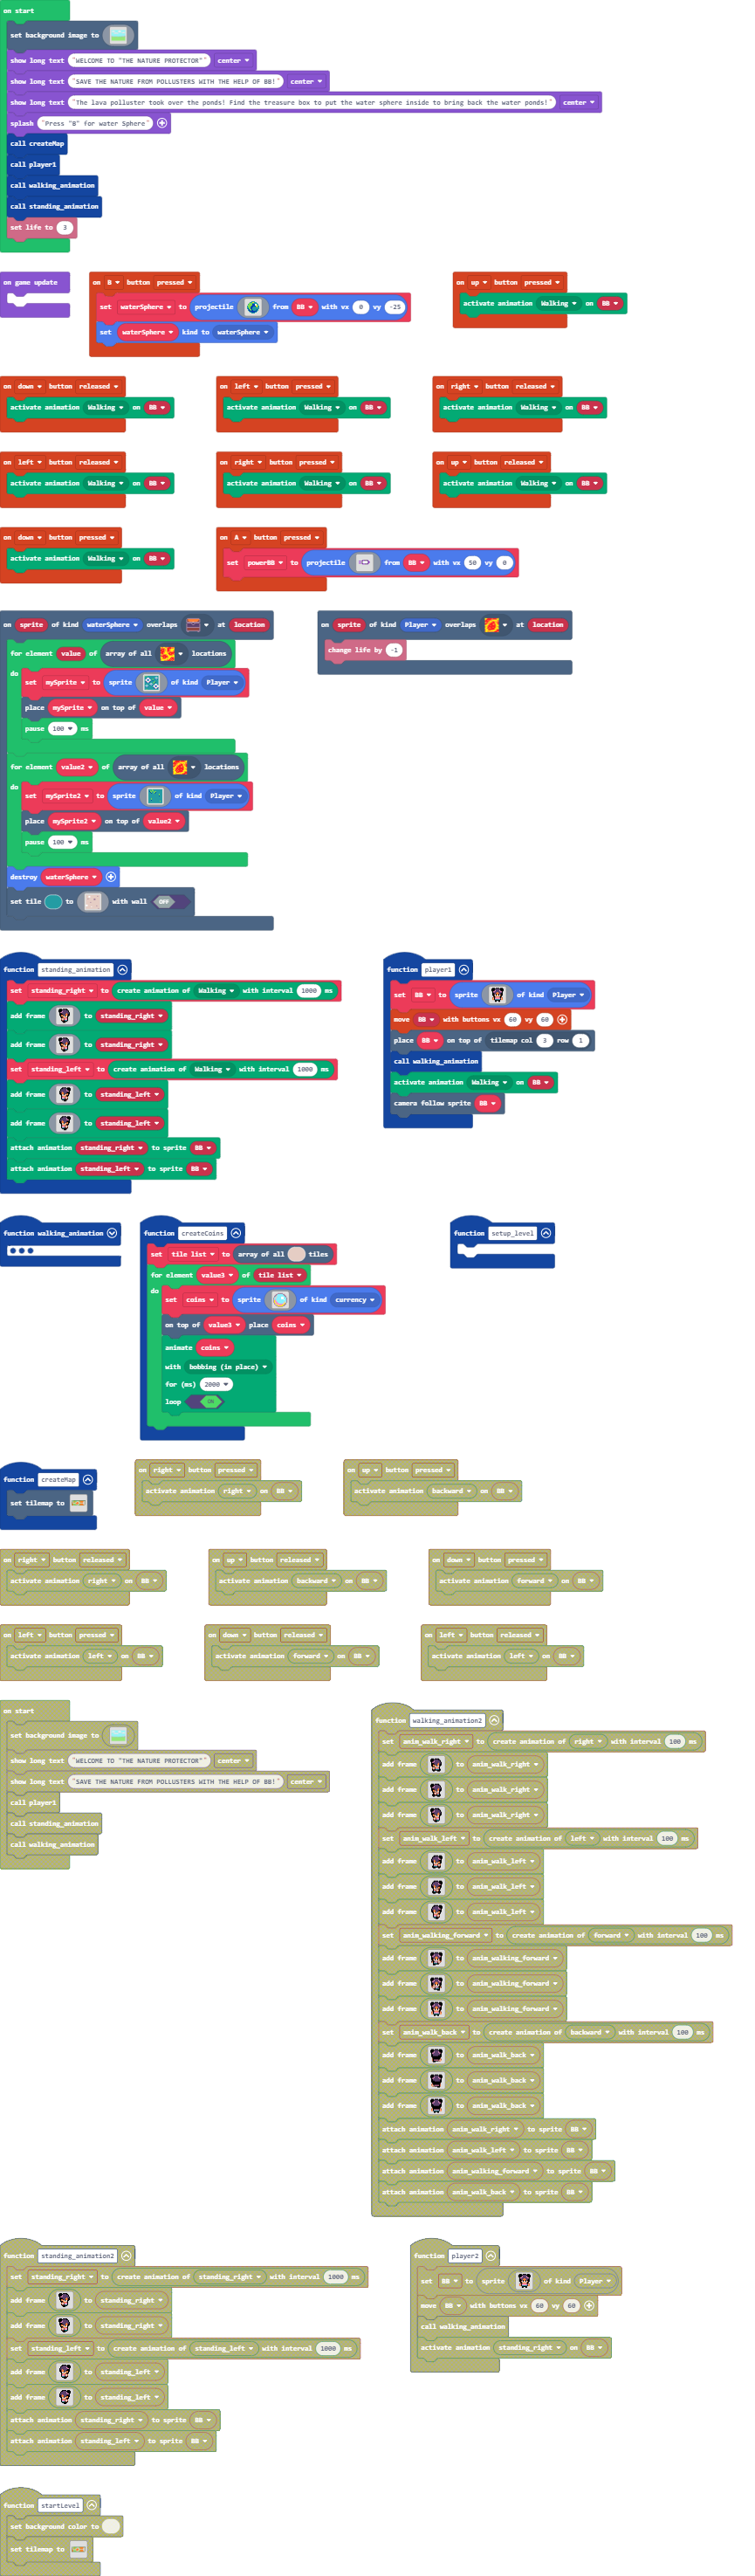 on start
set background image to
show long text "WELCOME TO "THE NATURE PROTECTOR"" center
show long text "SAVE THE NATURE FROM POLLUSTERS WITH THE HELP OF BB!" center
show long text "The lava polluster took over the ponds! Find the treasure box to put the water sphere inside to bring back the water ponds!" center
splash "Press "B" for water Sphere"
call createMap
call player1
call walking_animation
call standing_animation
set life to 3
on game update
on B button pressed
set waterSphere to projectile from BB with vx 0 vy -25
set waterSphere kind to waterSphere
on up button pressed
activate animation Walking on BB
on down button released
activate animation Walking on BB
on left button pressed
activate animation Walking on BB
on right button released
activate animation Walking on BB
on left button released
activate animation Walking on BB
on right button pressed
activate animation Walking on BB
on up button released
activate animation Walking on BB
on down button pressed
activate animation Walking on BB
on A button pressed
set powerBB to projectile from BB with vx 50 vy 0
on sprite of kind waterSphere overlaps at location
for element value of array of all locations
do
set mySprite to sprite of kind Player
place mySprite on top of value
pause 100 ms
for element value2 of array of all locations
do
set mySprite2 to sprite of kind Player
place mySprite2 on top of value2
pause 100 ms
destroy waterSphere
set tile to with wall OFF
on sprite of kind Player overlaps at location
change life by -1
function standing_animation
set standing_right to create animation of Walking with interval 1000 ms
add frame to standing_right
add frame to standing_right
set standing_left to create animation of Walking with interval 1000 ms
add frame to standing_left
add frame to standing_left
attach animation standing_right to sprite BB
attach animation standing_left to sprite BB
function player1
set BB to sprite of kind Player
move BB with buttons vx 60 vy 60
place BB on top of tilemap col 3 row 1
call walking_animation
activate animation Walking on BB
camera follow sprite BB
function walking_animation
function createCoins
set tile list to array of all tiles
for element value3 of tile list
do
set coins to sprite of kind currency
on top of value3 place coins
animate coins
with bobbing (in place)
for (ms) 2000
loop ON
function setup_level
function createMap
set tilemap to
on right button pressed
activate animation right on BB
on up button pressed
activate animation backward on BB
on right button released
activate animation right on BB
on up button released
activate animation backward on BB
on down button pressed
activate animation forward on BB
on left button pressed
activate animation left on BB
on down button released
activate animation forward on BB
on left button released
activate animation left on BB
on start
set background image to
show long text "WELCOME TO "THE NATURE PROTECTOR"" center
show long text "SAVE THE NATURE FROM POLLUSTERS WITH THE HELP OF BB!" center
call player1
call standing_animation
call walking_animation
function walking_animation2
set anim_walk_right to create animation of right with interval 100 ms
add frame to anim_walk_right
add frame to anim_walk_right
add frame to anim_walk_right
set anim_walk_left to create animation of left with interval 100 ms
add frame to anim_walk_left
add frame to anim_walk_left
add frame to anim_walk_left
set anim_walking_forward to create animation of forward with interval 100 ms
add frame to anim_walking_forward
add frame to anim_walking_forward
add frame to anim_walking_forward
set anim_walk_back to create animation of backward with interval 100 ms
add frame to anim_walk_back
add frame to anim_walk_back
add frame to anim_walk_back
attach animation anim_walk_right to sprite BB
attach animation anim_walk_left to sprite BB
attach animation anim_walking_forward to sprite BB
attach animation anim_walk_back to sprite BB
function standing_animation2
set standing_right to create animation of standing_right with interval 1000 ms
add frame to standing_right
add frame to standing_right
set standing_left to create animation of standing_left with interval 1000 ms
add frame to standing_left
add frame to standing_left
attach animation standing_right to sprite BB
attach animation standing_left to sprite BB
function player2
set BB to sprite of kind Player
move BB with buttons vx 60 vy 60
call walking_animation
activate animation standing_right on BB
function startLevel
set background color to
set tilemap to